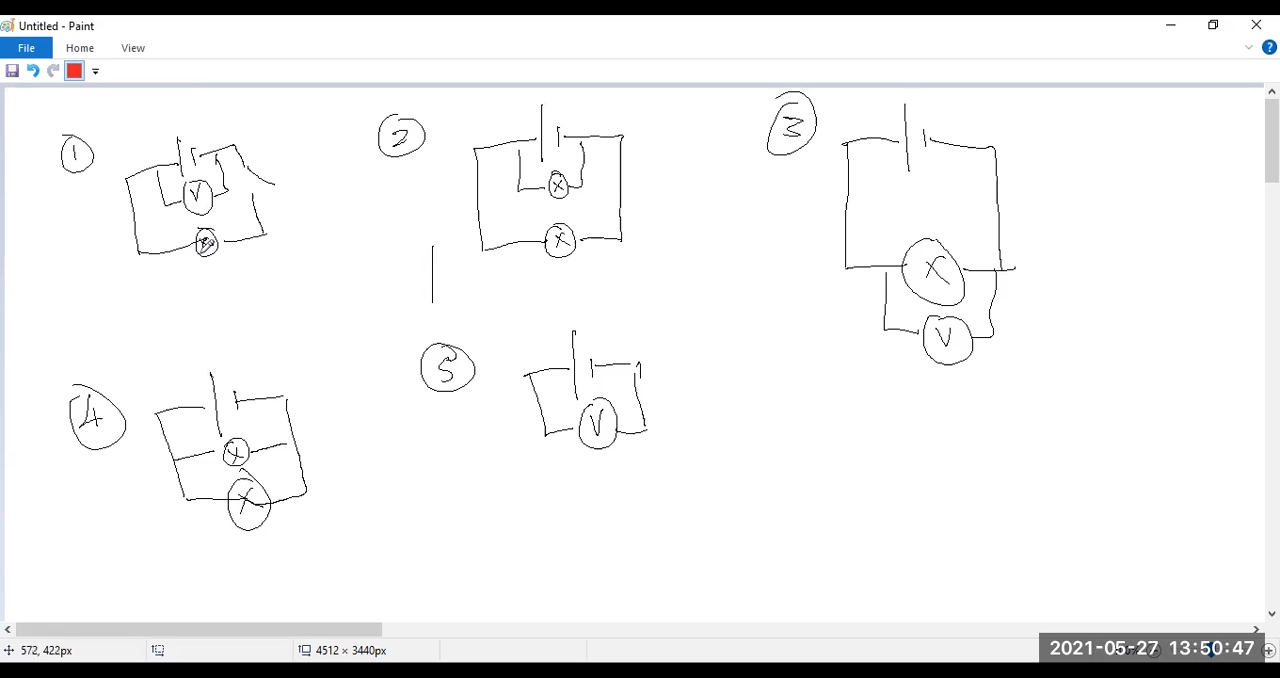 Untitled - Paint
File Home View
1 2 3
V X
X X
X
V
4 5
X V
X
572, 422px 4512 × 3440px
2021-05-27 13:50:47